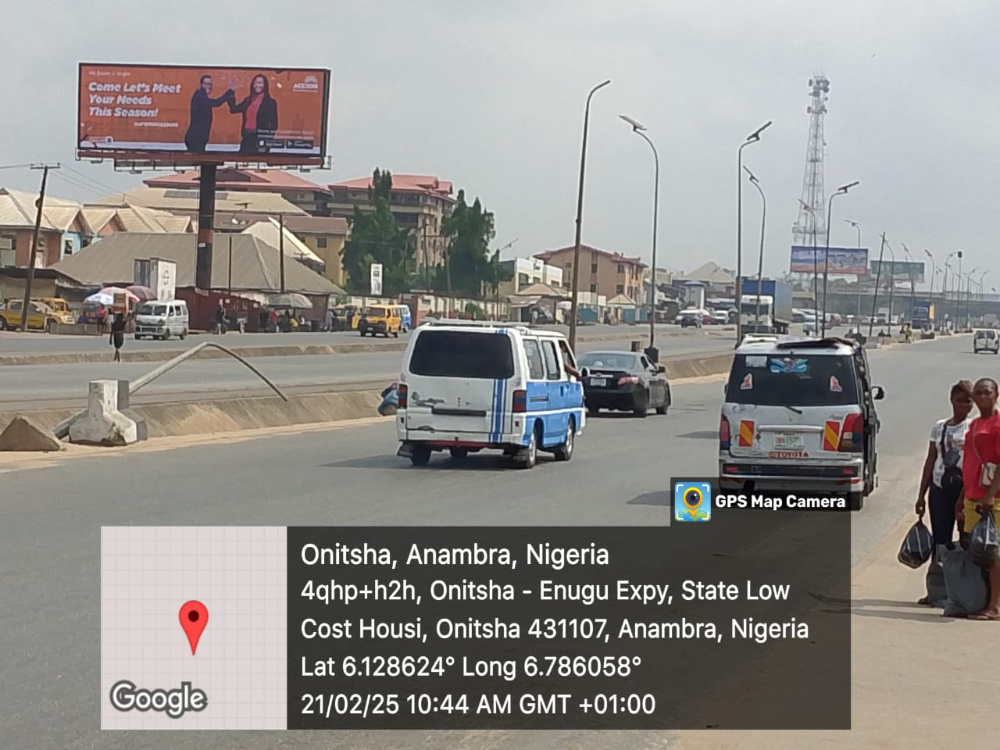 Come Let's Meet
Your Needs
This Season!
ACCION
GPS Map Camera
Onitsha, Anambra, Nigeria
4qhp+h2h, Onitsha - Enugu Expy, State Low
Cost Housi, Onitsha 431107, Anambra, Nigeria
Lat 6.128624° Long 6.786058°
21/02/25 10:44 AM GMT +01:00
Google